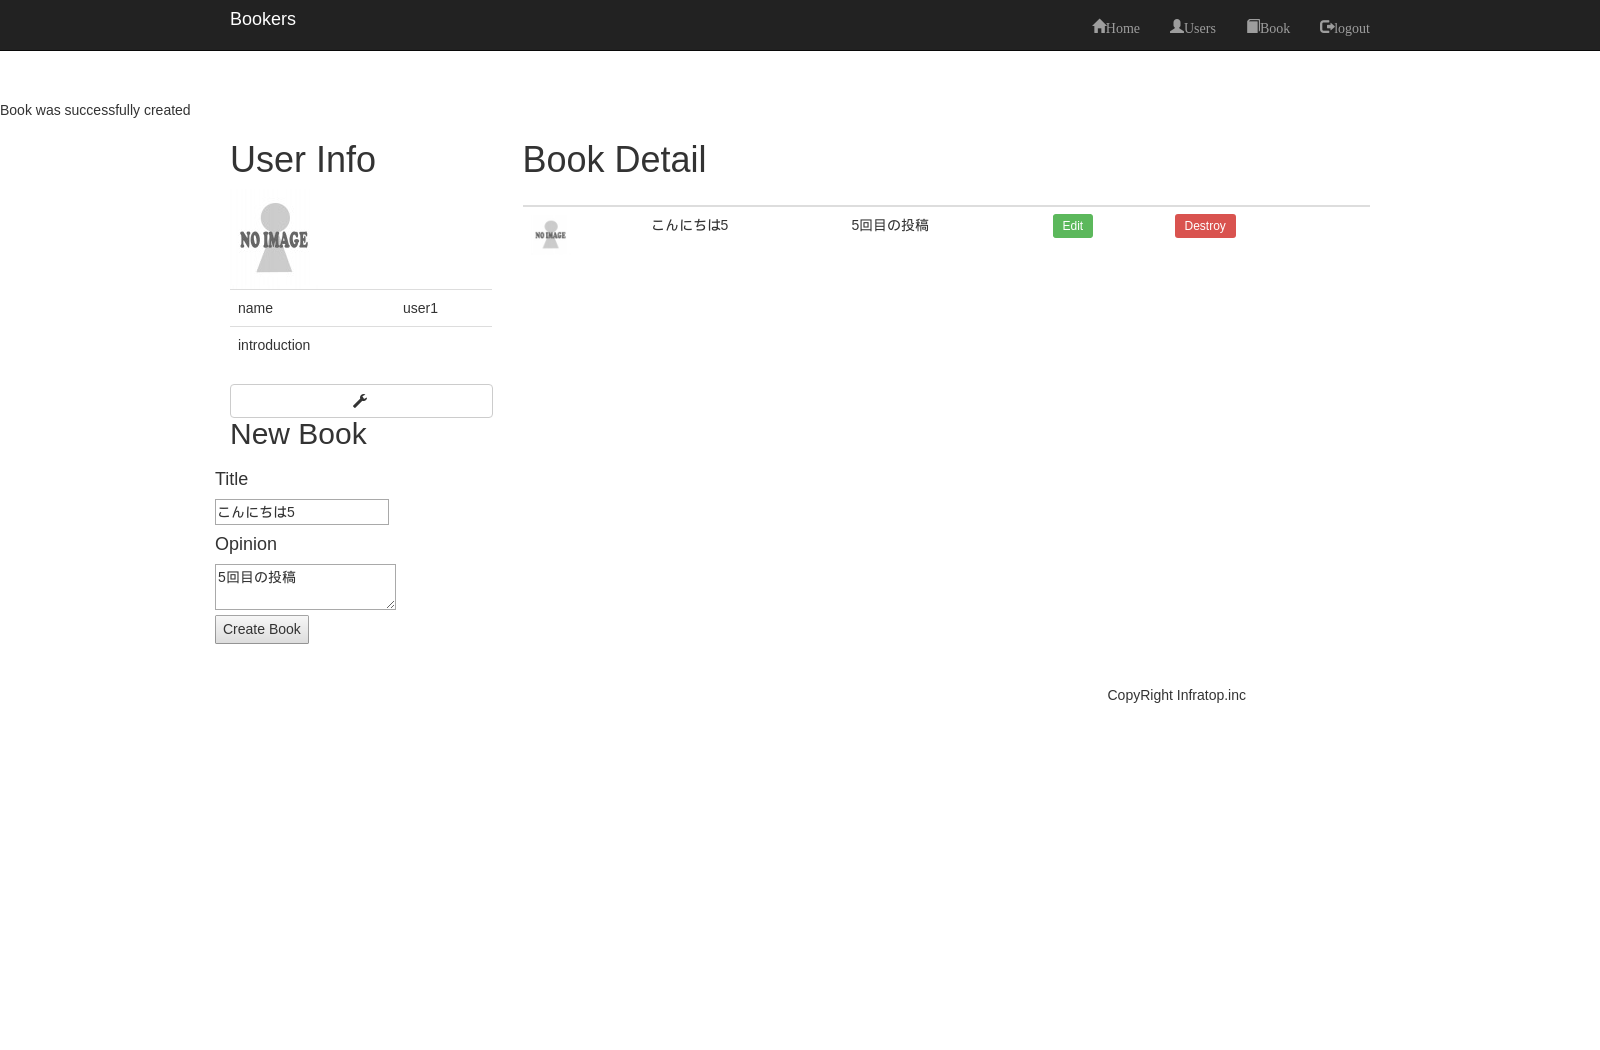 Bookers
Home Users Book logout
Book was successfully created
User Info
NO IMAGE
name user1
introduction
New Book
Title
こんにちは5
Opinion
5回目の投稿
Create Book
Book Detail
NO IMAGE こんにちは5 5回目の投稿 Edit Destroy
CopyRight Infratop.inc